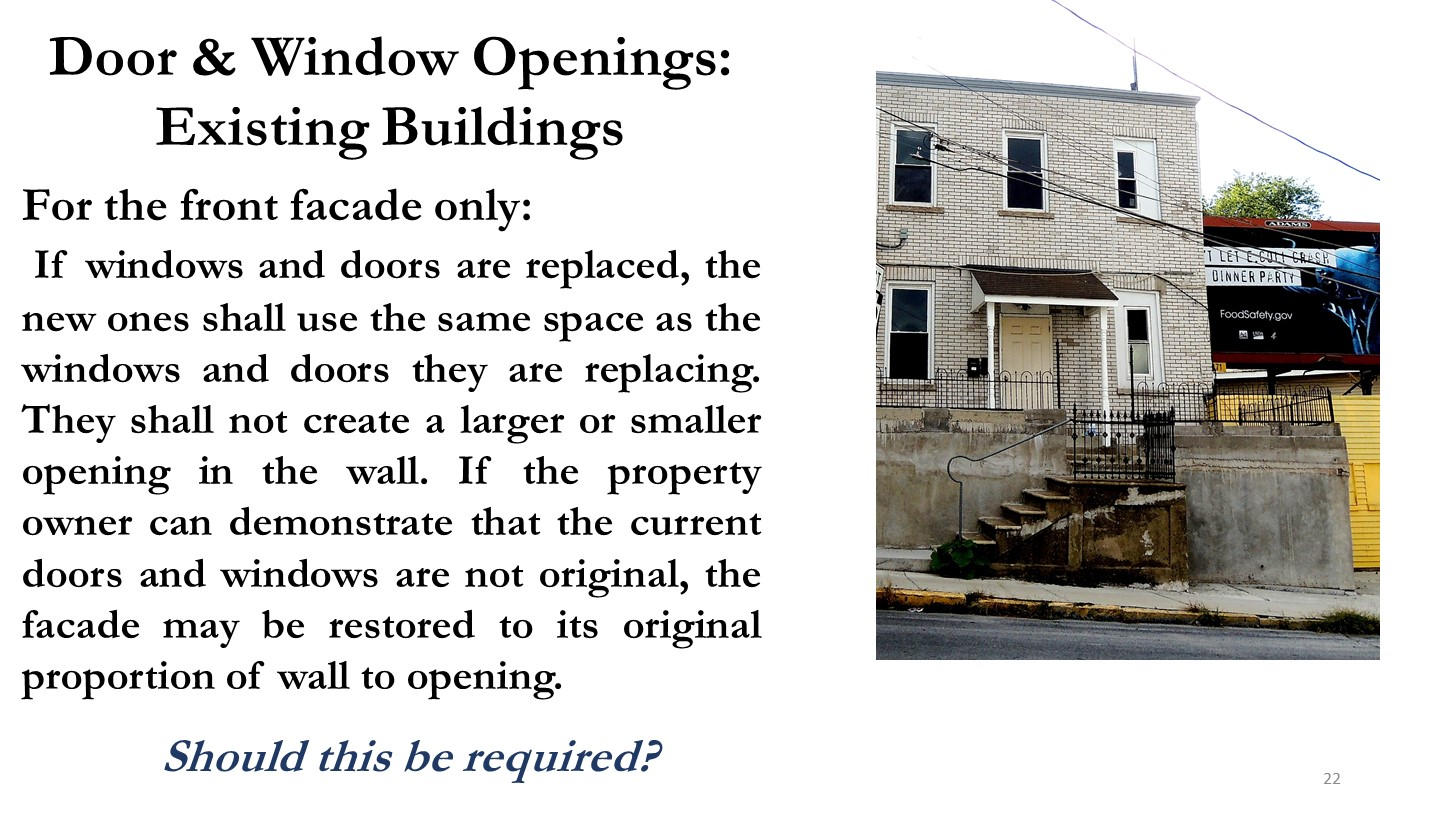 Door & Window Openings:
Existing Buildings
For the front facade only:
If windows and doors are replaced, the
new ones shall use the same space as the
windows and doors they are replacing.
They shall not create a larger or smaller
opening in the wall. If the property
owner can demonstrate that the current
doors and windows are not original, the
facade may be restored to its original
proportion of wall to opening.
Should this be required?
ADAMS
T LET E.COLI CRASH
DINNER PARTY
FoodSafety.gov
22